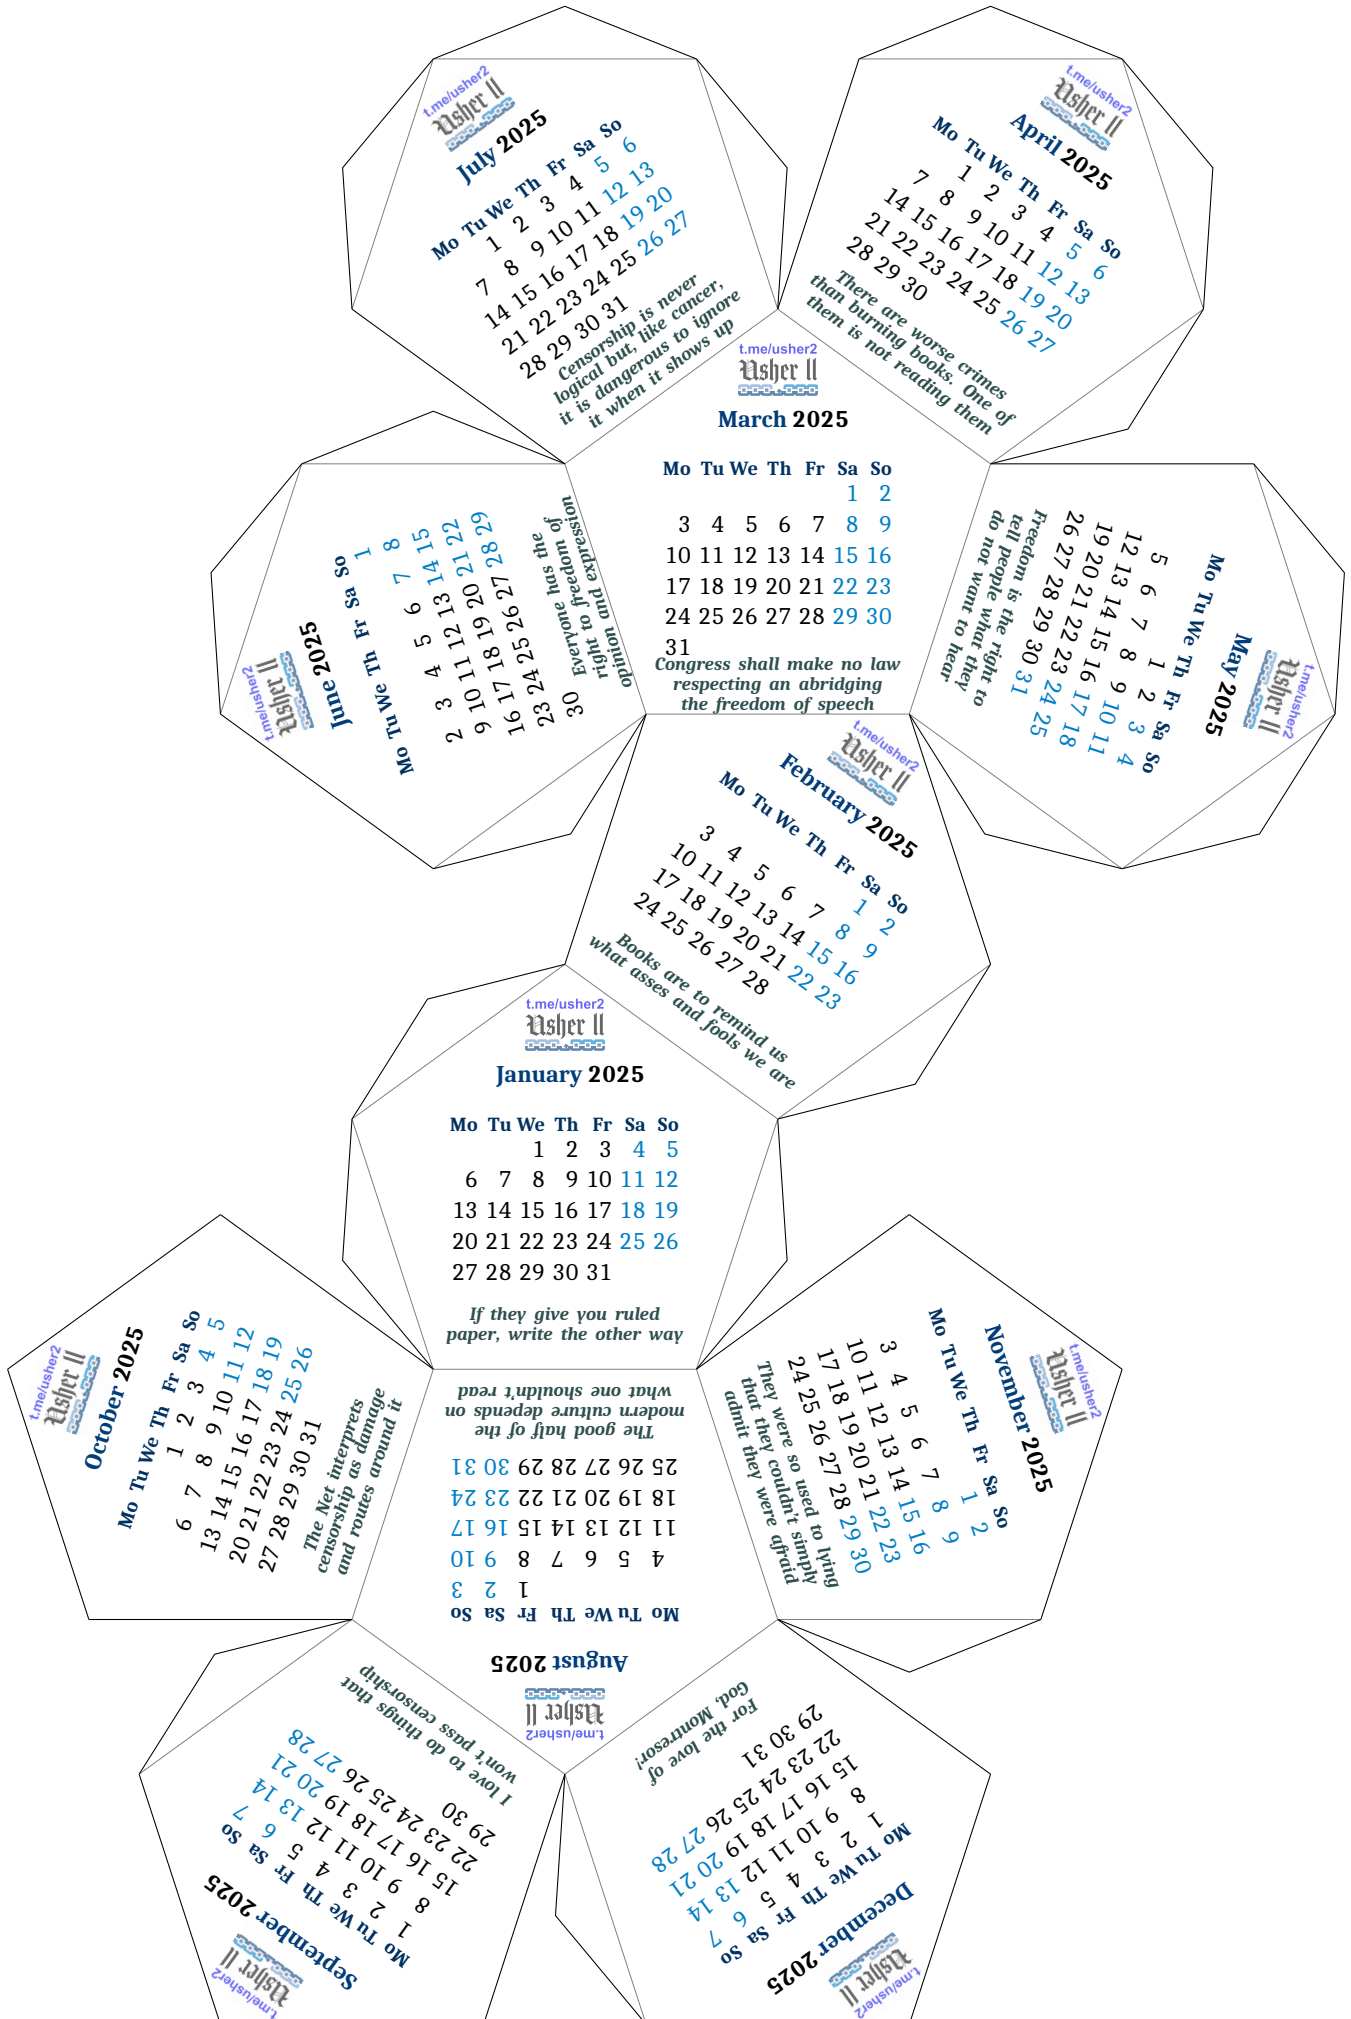 t.me/usher2
Usher II
July 2025
Mo Tu We Th Fr Sa So
1 2 3 4 5 6
7 8 9 10 11 12 13
14 15 16 17 18 19 20
21 22 23 24 25 26 27
28 29 30 31
Censorship is never
logical but, like cancer,
it is dangerous to ignore
it when it shows up
t.me/usher2
Usher II
April 2025
Mo Tu We Th Fr Sa So
1 2 3 4 5 6
7 8 9 10 11 12 13
14 15 16 17 18 19 20
21 22 23 24 25 26 27
28 29 30
There are worse crimes
than burning books. One of
them is not reading them
t.me/usher2
Usher II
March 2025
Mo Tu We Th Fr Sa So
1 2
3 4 5 6 7 8 9
10 11 12 13 14 15 16
17 18 19 20 21 22 23
24 25 26 27 28 29 30
31
Congress shall make no law
respecting an abridging
the freedom of speech
t.me/usher2
Usher II
June 2025
Mo Tu We Th Fr Sa So
1
2 3 4 5 6 7 8
9 10 11 12 13 14 15
16 17 18 19 20 21 22
23 24 25 26 27 28 29
30
Everyone has the
right to freedom of
opinion and expression
t.me/usher2
Usher II
May 2025
Mo Tu We Th Fr Sa So
1 2 3 4
5 6 7 8 9 10 11
12 13 14 15 16 17 18
19 20 21 22 23 24 25
26 27 28 29 30 31
Freedom is the right to
tell people what they
do not want to hear
t.me/usher2
Usher II
February 2025
Mo Tu We Th Fr Sa So
1 2
3 4 5 6 7 8 9
10 11 12 13 14 15 16
17 18 19 20 21 22 23
24 25 26 27 28
Books are to remind us
what asses and fools we are
t.me/usher2
Usher II
January 2025
Mo Tu We Th Fr Sa So
1 2 3 4 5
6 7 8 9 10 11 12
13 14 15 16 17 18 19
20 21 22 23 24 25 26
27 28 29 30 31
If they give you ruled
paper, write the other way
t.me/usher2
Usher II
October 2025
Mo Tu We Th Fr Sa So
1 2 3 4 5
6 7 8 9 10 11 12
13 14 15 16 17 18 19
20 21 22 23 24 25 26
27 28 29 30 31
The Net interprets
censorship as damage
and routes around it
t.me/usher2
Usher II
November 2025
Mo Tu We Th Fr Sa So
1 2
3 4 5 6 7 8 9
10 11 12 13 14 15 16
17 18 19 20 21 22 23
24 25 26 27 28 29 30
They were so used to lying
that they couldn't simply
admit they were afraid
t.me/usher2
Usher II
August 2025
Mo Tu We Th Fr Sa So
1 2 3
4 5 6 7 8 9 10
11 12 13 14 15 16 17
18 19 20 21 22 23 24
25 26 27 28 29 30 31
The good half of the
modern culture depends on
what one shouldn't read
t.me/usher2
Usher II
September 2025
Mo Tu We Th Fr Sa So
1 2 3 4 5 6 7
8 9 10 11 12 13 14
15 16 17 18 19 20 21
22 23 24 25 26 27 28
29 30
I love to do things that
won't pass censorship
t.me/usher2
Usher II
December 2025
Mo Tu We Th Fr Sa So
1 2 3 4 5 6 7
8 9 10 11 12 13 14
15 16 17 18 19 20 21
22 23 24 25 26 27 28
29 30 31
For the love of
God, Montresor!